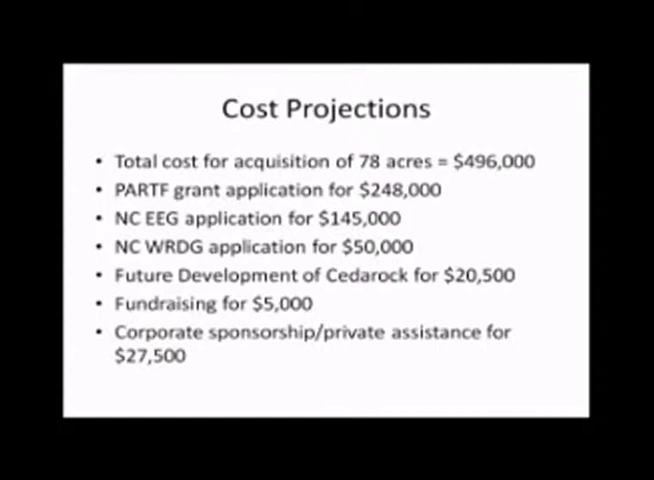 Cost Projections
• Total cost for acquisition of 78 acres = $496,000
• PARTF grant application for $248,000
• NC EEG application for $145,000
• NC WRDG application for $50,000
• Future Development of Cedarock for $20,500
• Fundraising for $5,000
• Corporate sponsorship/private assistance for
$27,500